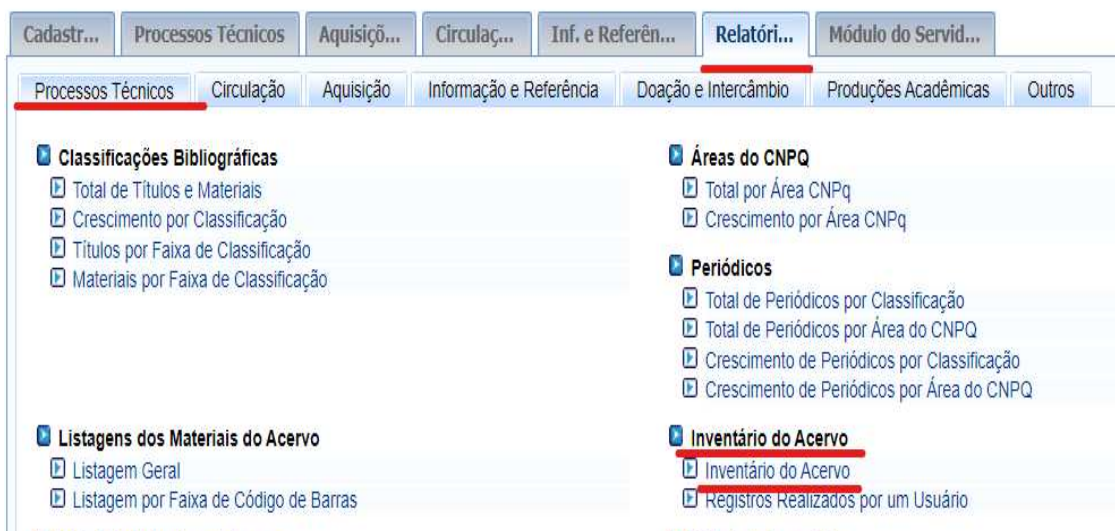 Cadastr... Processos Técnicos Aquisiçõ... Circulaç... Inf. e Referên... Relatóri... Módulo do Servid...
Processos Técnicos Circulação Aquisição Informação e Referência Doação e Intercâmbio Produções Acadêmicas Outros
Classificações Bibliográficas
Total de Títulos e Materiais
Crescimento por Classificação
Títulos por Faixa de Classificação
Materiais por Faixa de Classificação
Áreas do CNPQ
Total por Área CNPq
Crescimento por Área CNPq
Periódicos
Total de Periódicos por Classificação
Total de Periódicos por Área do CNPQ
Crescimento de Periódicos por Classificação
Crescimento de Periódicos por Área do CNPQ
Listagens dos Materiais do Acervo
Listagem Geral
Listagem por Faixa de Código de Barras
Inventário do Acervo
Inventário do Acervo
Registros Realizados por um Usuário